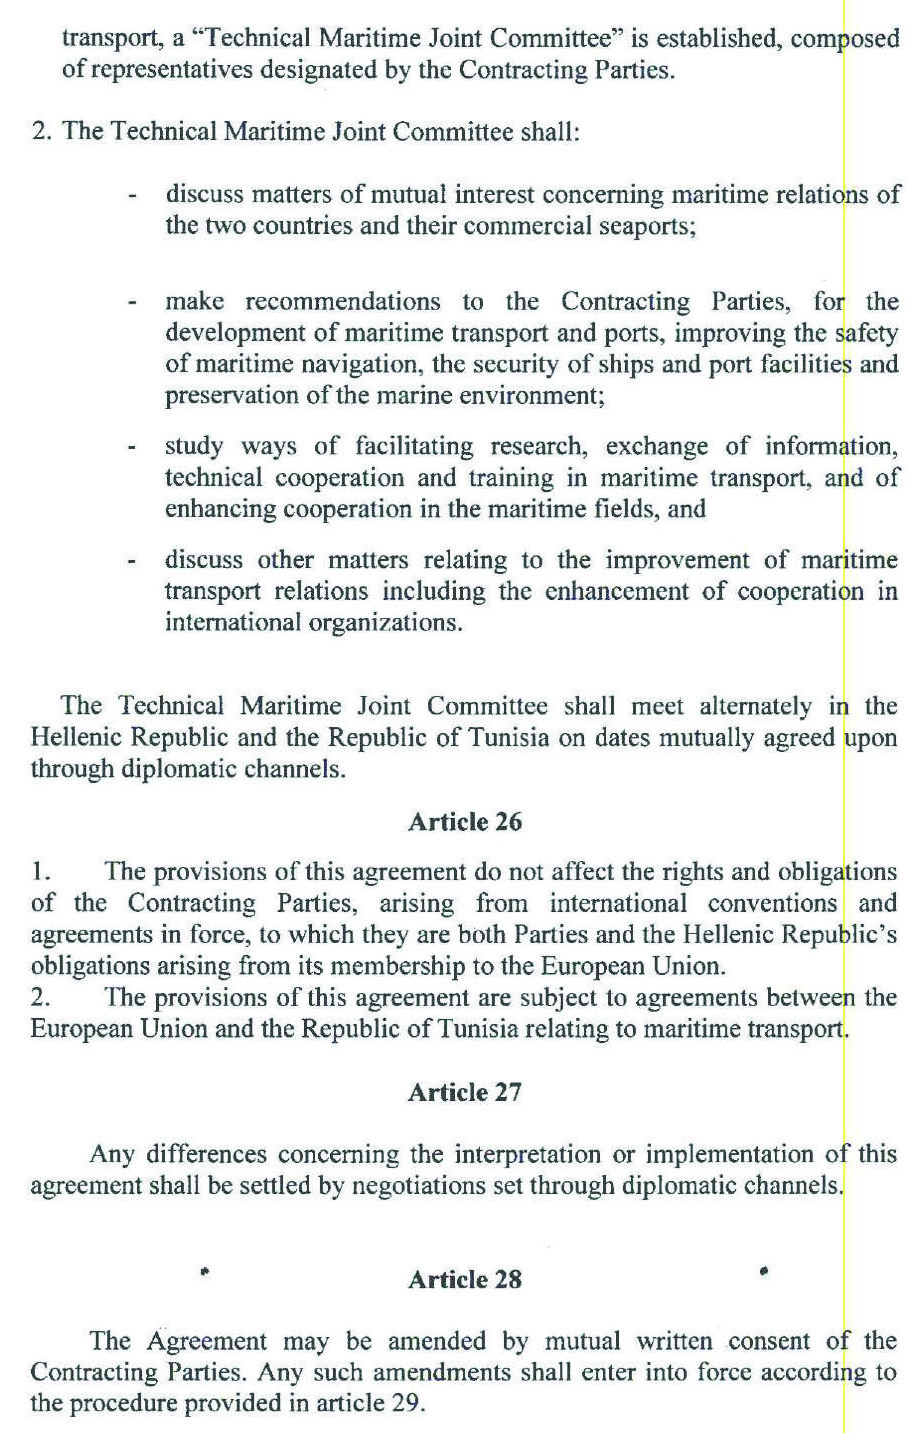 transport, a “Technical Maritime Joint Committee” is established, composed
of representatives designated by the Contracting Parties.
2. The Technical Maritime Joint Committee shall:
- discuss matters of mutual interest concerning maritime relations of
the two countries and their commercial seaports;
- make recommendations to the Contracting Parties, for the
development of maritime transport and ports, improving the safety
of maritime navigation, the security of ships and port facilities and
preservation of the marine environment;
- study ways of facilitating research, exchange of information,
technical cooperation and training in maritime transport, and of
enhancing cooperation in the maritime fields, and
- discuss other matters relating to the improvement of maritime
transport relations including the enhancement of cooperation in
international organizations.
The Technical Maritime Joint Committee shall meet alternately in the
Hellenic Republic and the Republic of Tunisia on dates mutually agreed upon
through diplomatic channels.
Article 26
1. The provisions of this agreement do not affect the rights and obligations
of the Contracting Parties, arising from international conventions and
agreements in force, to which they are both Parties and the Hellenic Republic’s
obligations arising from its membership to the European Union.
2. The provisions of this agreement are subject to agreements between the
European Union and the Republic of Tunisia relating to maritime transport.
Article 27
Any differences concerning the interpretation or implementation of this
agreement shall be settled by negotiations set through diplomatic channels.
Article 28
The Agreement may be amended by mutual written consent of the
Contracting Parties. Any such amendments shall enter into force according to
the procedure provided in article 29.